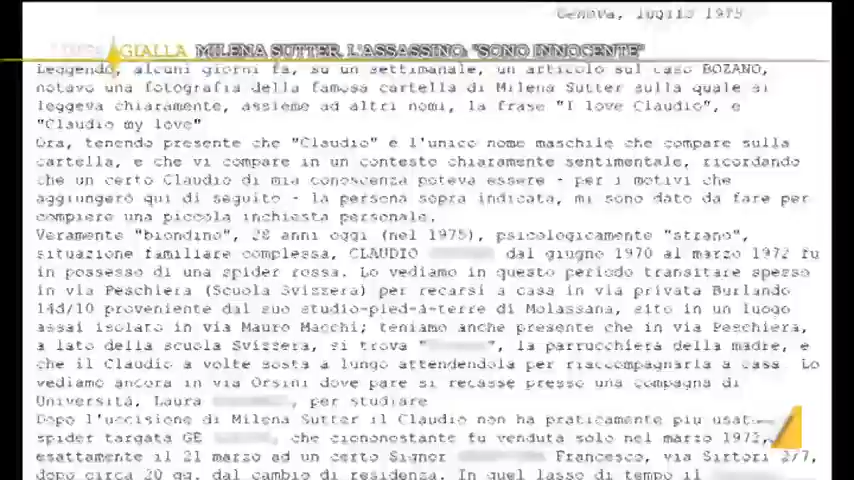 Genova, luglio 1975
GIALLA MILENA SUTTER, L'ASSASSINO: "SONO INNOCENTE"
Leggendo, alcuni giorni fa, su un settimanale, un articolo sul caso BOZANO,
notavo una fotografia della famosa cartella di Milena Sutter sulla quale si
leggeva chiaramente, assieme ad altri nomi, la frase "I love Claudio", e
"Claudio my love"
Ora, tenendo presente che "Claudio" e l'unico nome maschile che compare sulla
cartella, e che vi compare in un contesto chiaramente sentimentale, ricordando
che un certo Claudio di mia conoscenza poteva essere - per i motivi che
aggiungerò qui di seguito - la persona sopra indicata, mi sono dato da fare per
compiere una piccola inchiesta personale.
Veramente "biondino", 28 anni oggi (nel 1975), psicologicamente "strano",
situazione familiare complessa, CLAUDIO dal giugno 1970 al marzo 1972 fu
in possesso di una spider rossa. Lo vediamo in questo periodo transitare spesso
in via Peschiera (Scuola Svizzera) per recarsi a casa in via privata Burlando
14d/10 proveniente dal suo studio-pied-à-terre di Molassana, sito in un luogo
assai isolato in via Mauro Macchi; teniamo anche presente che in via Peschiera,
a lato della scuola Svizzera, si trova " ", la parrucchiera della madre, e
che il Claudio a volte sosta a lungo attendendola per riaccompagnarla a casa. Lo
vediamo ancora in via Orsini dove pare si recasse presso una compagna di
Università, Laura , per studiare
Dopo l'uccisione di Milena Sutter il Claudio non ha praticamente più
spider targata GE , che ciononostante fu venduta solo nel marzo 1972,
esattamente il 21 marzo ad un certo Signor Francesco, via Sirtori 2/7,
dopo circa 20 gg. dal cambio di residenza. In quel lasso di tempo il